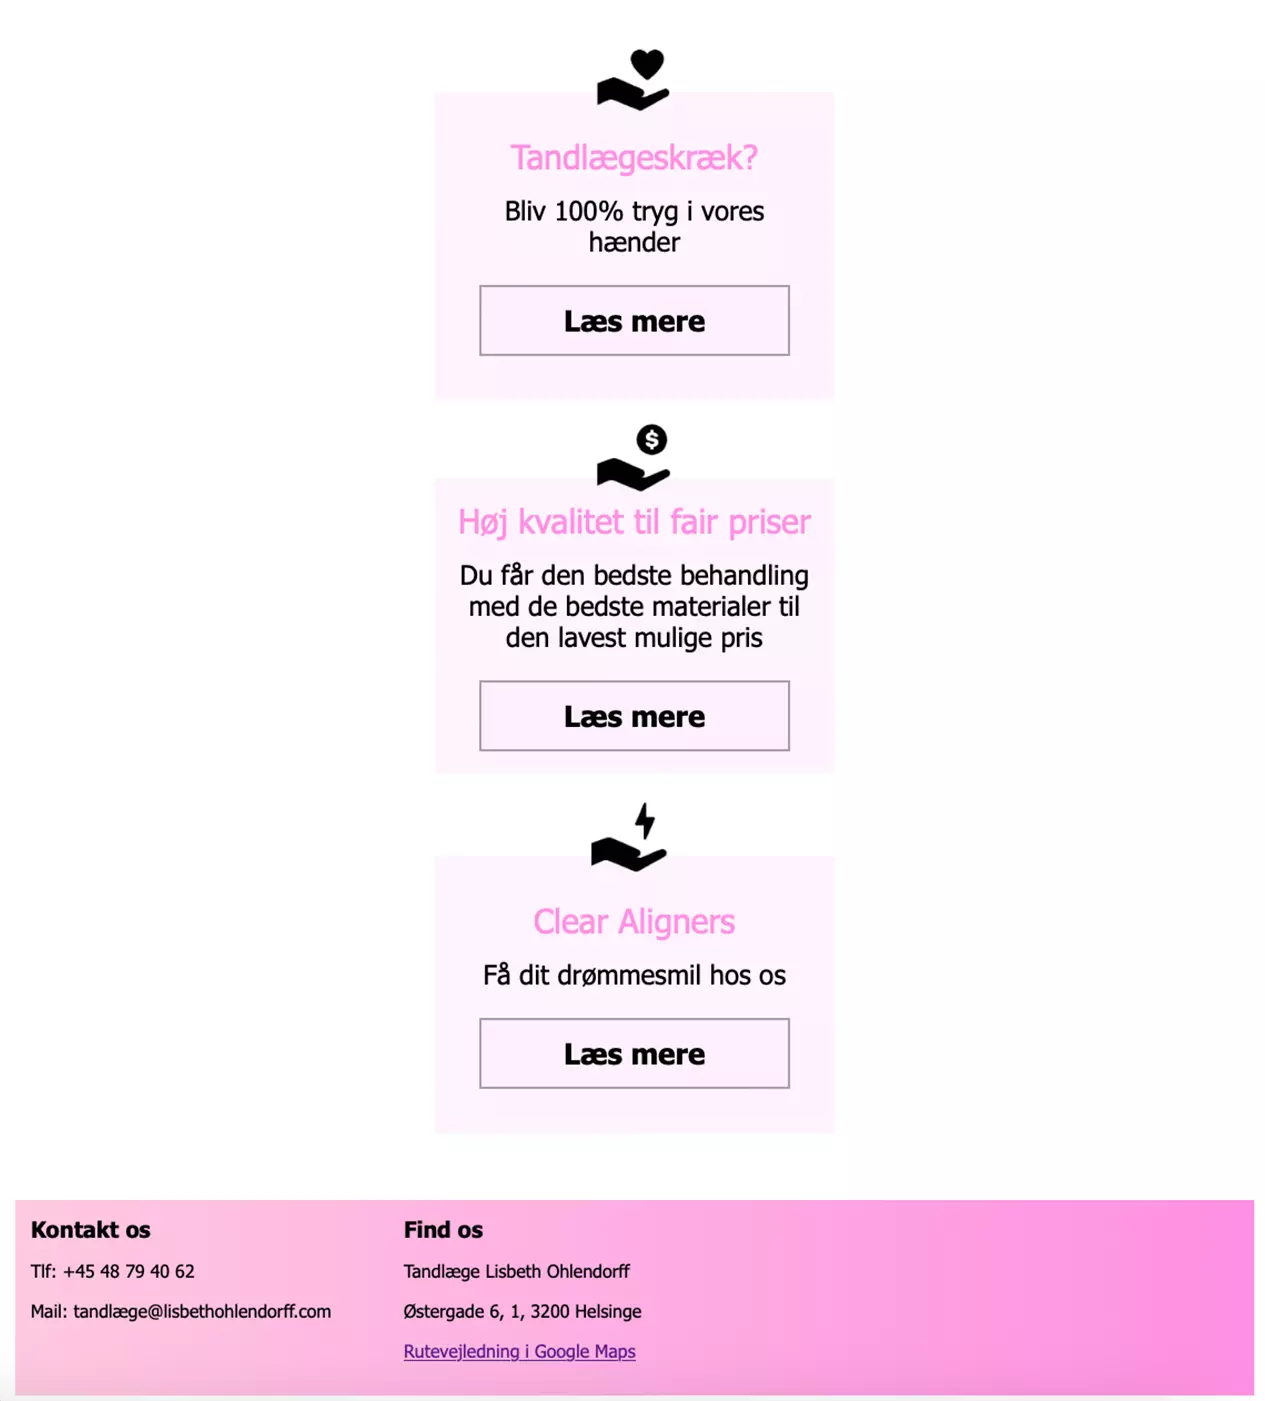 Tandlægeskræk?
Bliv 100% tryg i vores
hænder
Læs mere
$
Høj kvalitet til fair priser
Du får den bedste behandling
med de bedste materialer til
den lavest mulige pris
Læs mere
Clear Aligners
Få dit drømmesmil hos os
Læs mere
Kontakt os
Tlf: +45 48 79 40 62
Mail: tandlæge@lisbethohlendorff.com
Find os
Tandlæge Lisbeth Ohlendorff
Østergade 6, 1, 3200 Helsinge
Rutevejledning i Google Maps